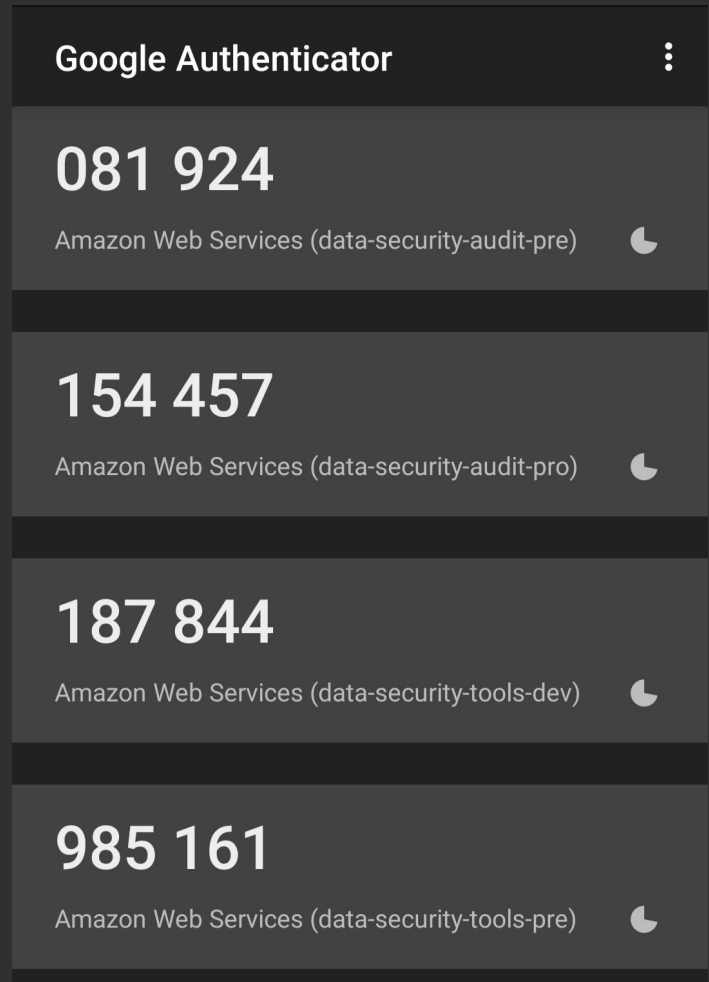 Google Authenticator
081 924
Amazon Web Services (data-security-audit-pre)
154 457
Amazon Web Services (data-security-audit-pro)
187 844
Amazon Web Services (data-security-tools-dev)
985 161
Amazon Web Services (data-security-tools-pre)